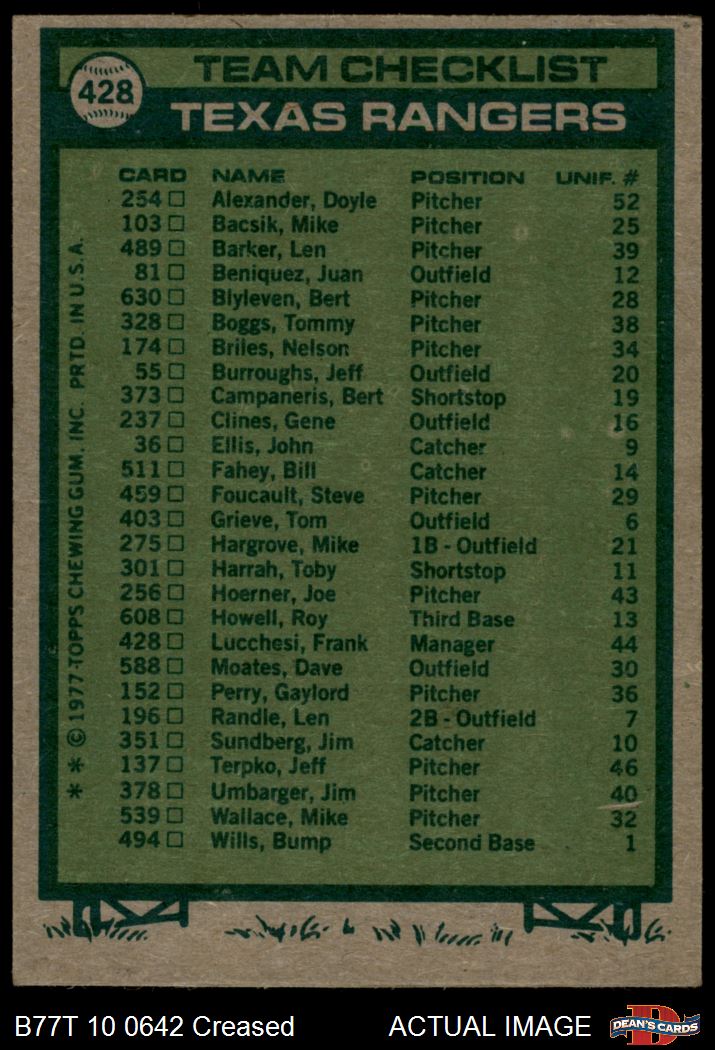 428
TEAM CHECKLIST
TEXAS RANGERS
CARD NAME POSITION UNIF. #
254 Alexander, Doyle Pitcher 52
103 Bacsik, Mike Pitcher 25
489 Barker, Len Pitcher 39
81 Beniquez, Juan Outfield 12
630 Blyleven, Bert Pitcher 28
328 Boggs, Tommy Pitcher 38
174 Briles, Nelson Pitcher 34
55 Burroughs, Jeff Outfield 20
373 Campaneris, Bert Shortstop 19
237 Clines, Gene Outfield 16
36 Ellis, John Catcher 9
511 Fahey, Bill Catcher 14
459 Foucault, Steve Pitcher 29
403 Grieve, Tom Outfield 6
275 Hargrove, Mike 1B - Outfield 21
301 Harrah, Toby Shortstop 11
256 Hoerner, Joe Pitcher 43
608 Howell, Roy Third Base 13
428 Lucchesi, Frank Manager 44
588 Moates, Dave Outfield 30
152 Perry, Gaylord Pitcher 36
196 Randle, Len 2B - Outfield 7
351 Sundberg, Jim Catcher 10
137 Terpko, Jeff Pitcher 46
378 Umbarger, Jim Pitcher 40
539 Wallace, Mike Pitcher 32
494 Wills, Bump Second Base 1
* * © 1977 TOPPS CHEWING GUM, INC. PRTD. IN U.S.A.
B77T 10 0642 Creased ACTUAL IMAGE
DEAN'S CARDS